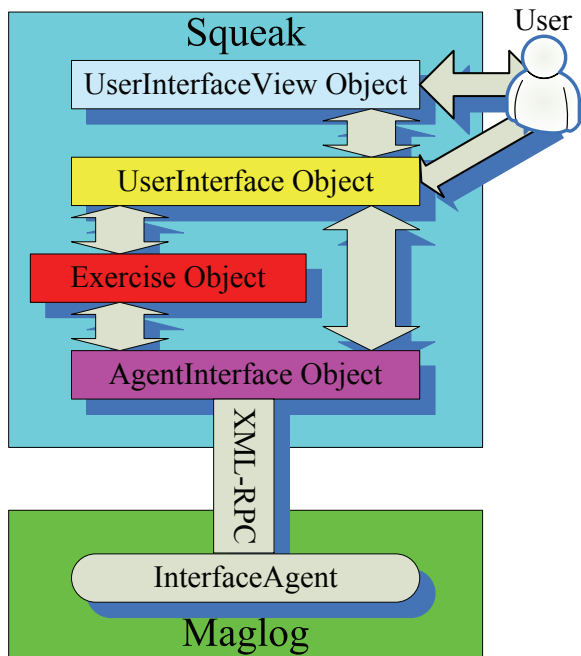 User
Squeak
UserInterfaceView Object
UserInterface Object
Exercise Object
AgentInterface Object
XML-RPC
InterfaceAgent
Maglog